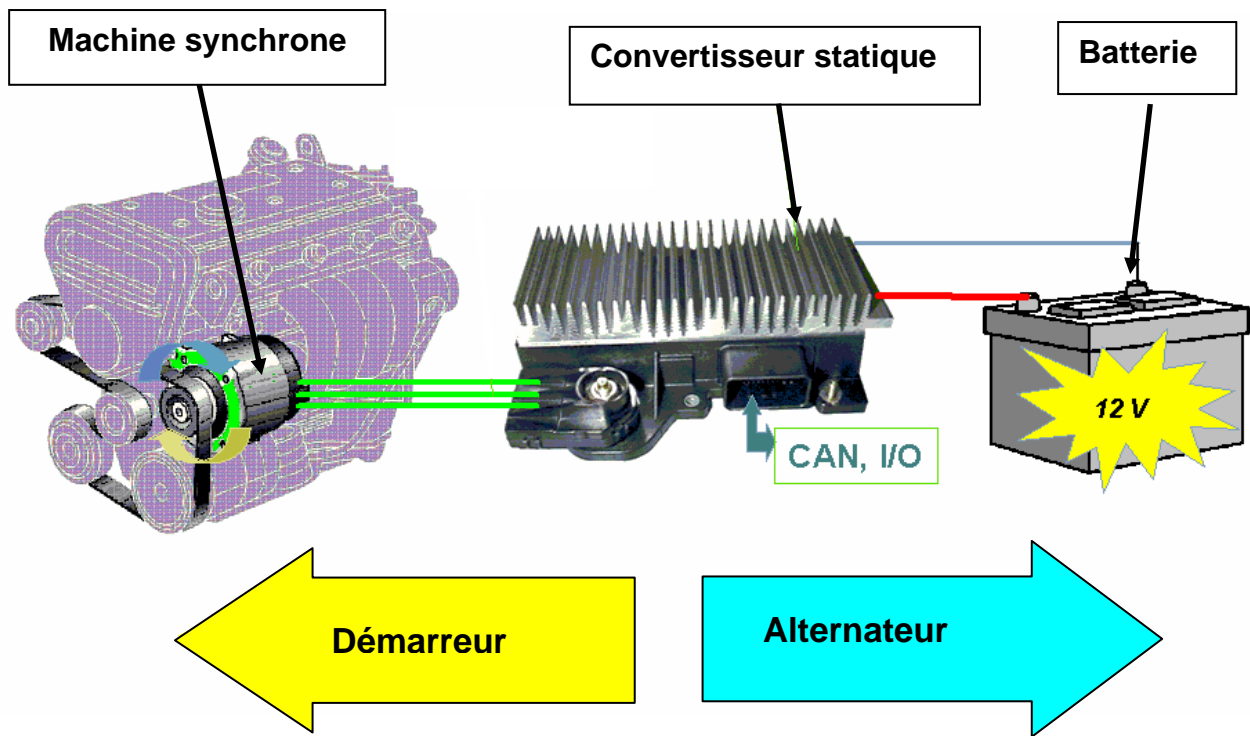 Machine synchrone
Convertisseur statique
Batterie
12 V
CAN, I/O
Démarreur
Alternateur